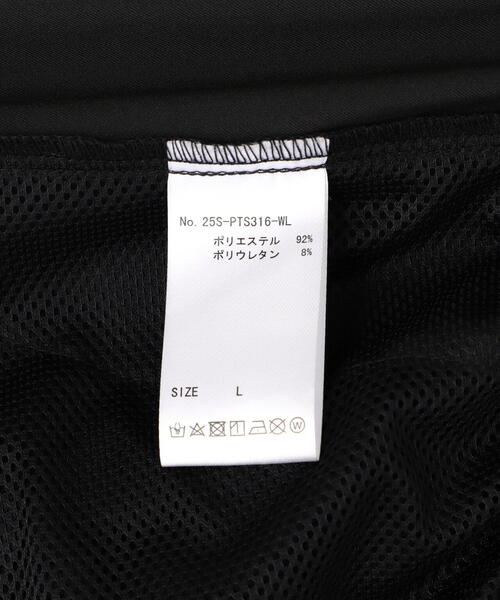 No. 25S-PTS316-WL
ポリエステル 92%
ポリウレタン 8%
SIZE L
W